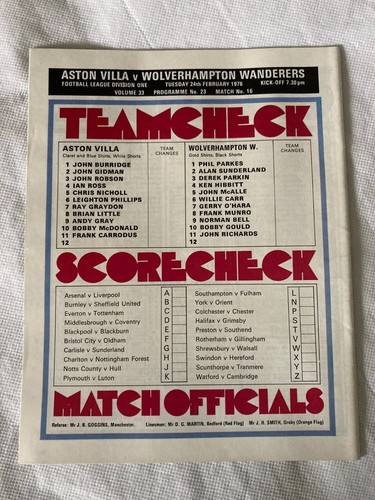 ASTON VILLA v WOLVERHAMPTON WANDERERS
FOOTBALL LEAGUE DIVISION ONE TUESDAY 24th FEBRUARY 1976 KICK-OFF 7.30 pm
VOLUME 33 PROGRAMME No. 23 MATCH No. 16
TEAMCHECK
ASTON VILLA
Claret and Blue Shirts, White Shorts
TEAM CHANGES
1 JOHN BURRIDGE
2 JOHN GIDMAN
3 JOHN ROBSON
4 IAN ROSS
5 CHRIS NICHOLL
6 LEIGHTON PHILLIPS
7 RAY GRAYDON
8 BRIAN LITTLE
9 ANDY GRAY
10 BOBBY McDONALD
11 FRANK CARRODUS
12
WOLVERHAMPTON W.
Gold Shirts, Black Shorts
TEAM CHANGES
1 PHIL PARKES
2 ALAN SUNDERLAND
3 DEREK PARKIN
4 KEN HIBBITT
5 JOHN McALLE
6 WILLIE CARR
7 GERRY O'HARA
8 FRANK MUNRO
9 NORMAN BELL
10 BOBBY GOULD
11 JOHN RICHARDS
12
SCORECHECK
Arsenal v Liverpool A
Burnley v Sheffield United B
Everton v Tottenham C
Middlesbrough v Coventry D
Blackpool v Blackburn E
Bristol City v Oldham F
Carlisle v Sunderland G
Charlton v Nottingham Forest H
Notts County v Hull J
Plymouth v Luton K
Southampton v Fulham L
York v Orient N
Colchester v Chester P
Halifax v Grimsby R
Preston v Southend S
Rotherham v Gillingham T
Shrewsbury v Walsall V
Swindon v Hereford W
Scunthorpe v Tranmere X
Watford v Cambridge Z
MATCH OFFICIALS
Referee: Mr J. R. GOGGINS, Manchester. Linesmen: Mr D. G. MARTIN, Bedford (Red Flag) Mr J. H. SMITH, Groby (Orange Flag)